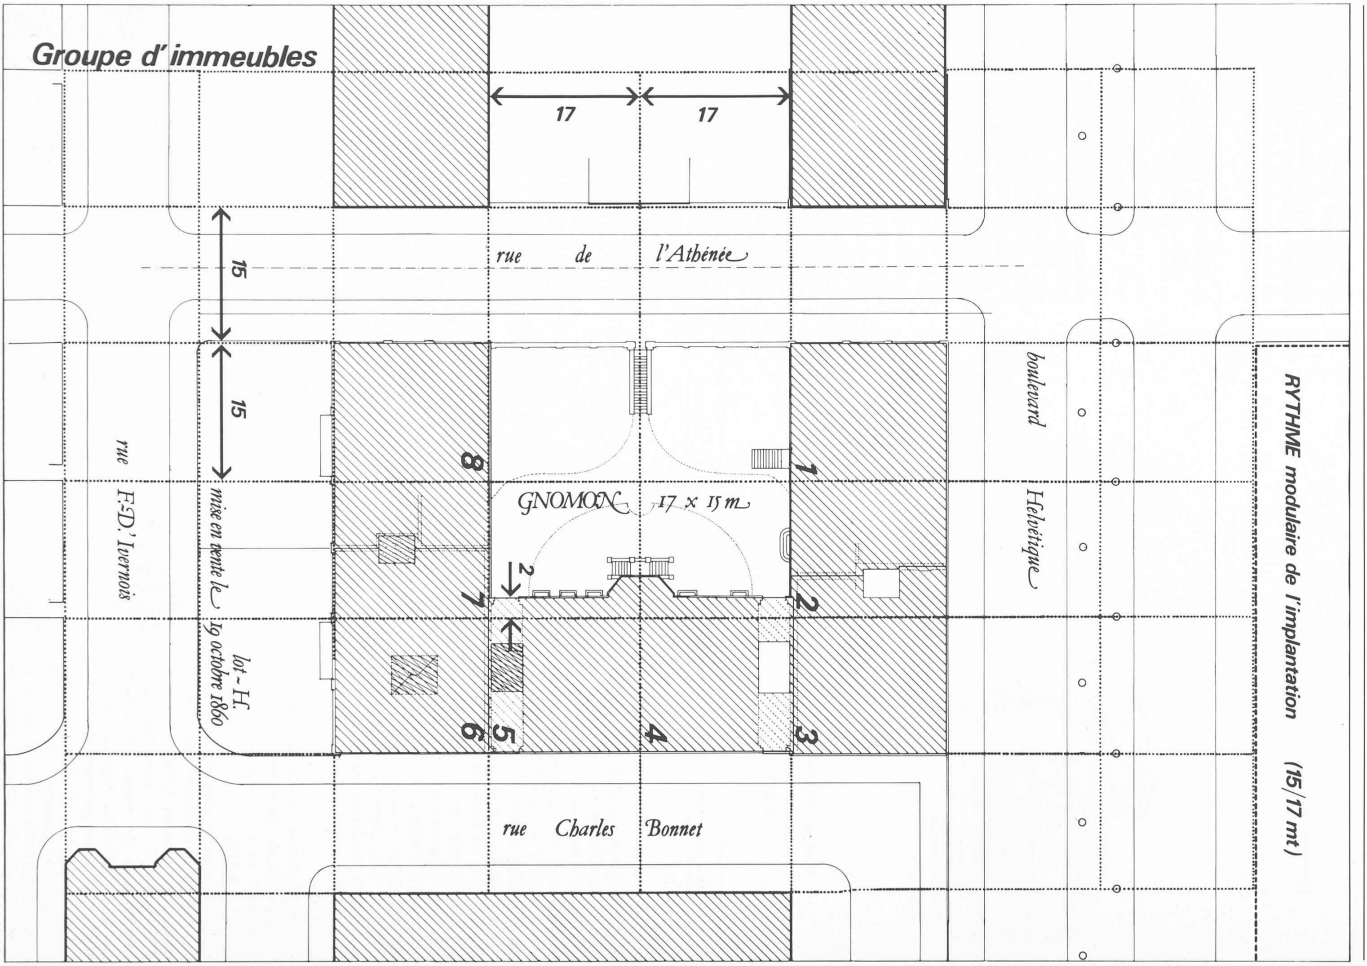 Groupe d'immeubles
17
17
rue de l'Athénée
15
15
boulevard Helvétique
RYTHME modulaire de l'implantation (15/17 mt)
rue F.s D.' Ivernois
mise en vente le 19 octobre 1860
lot - H.
8
1
GNOMON 17 x 15 m
2
7
2
6
5
4
3
rue Charles Bonnet